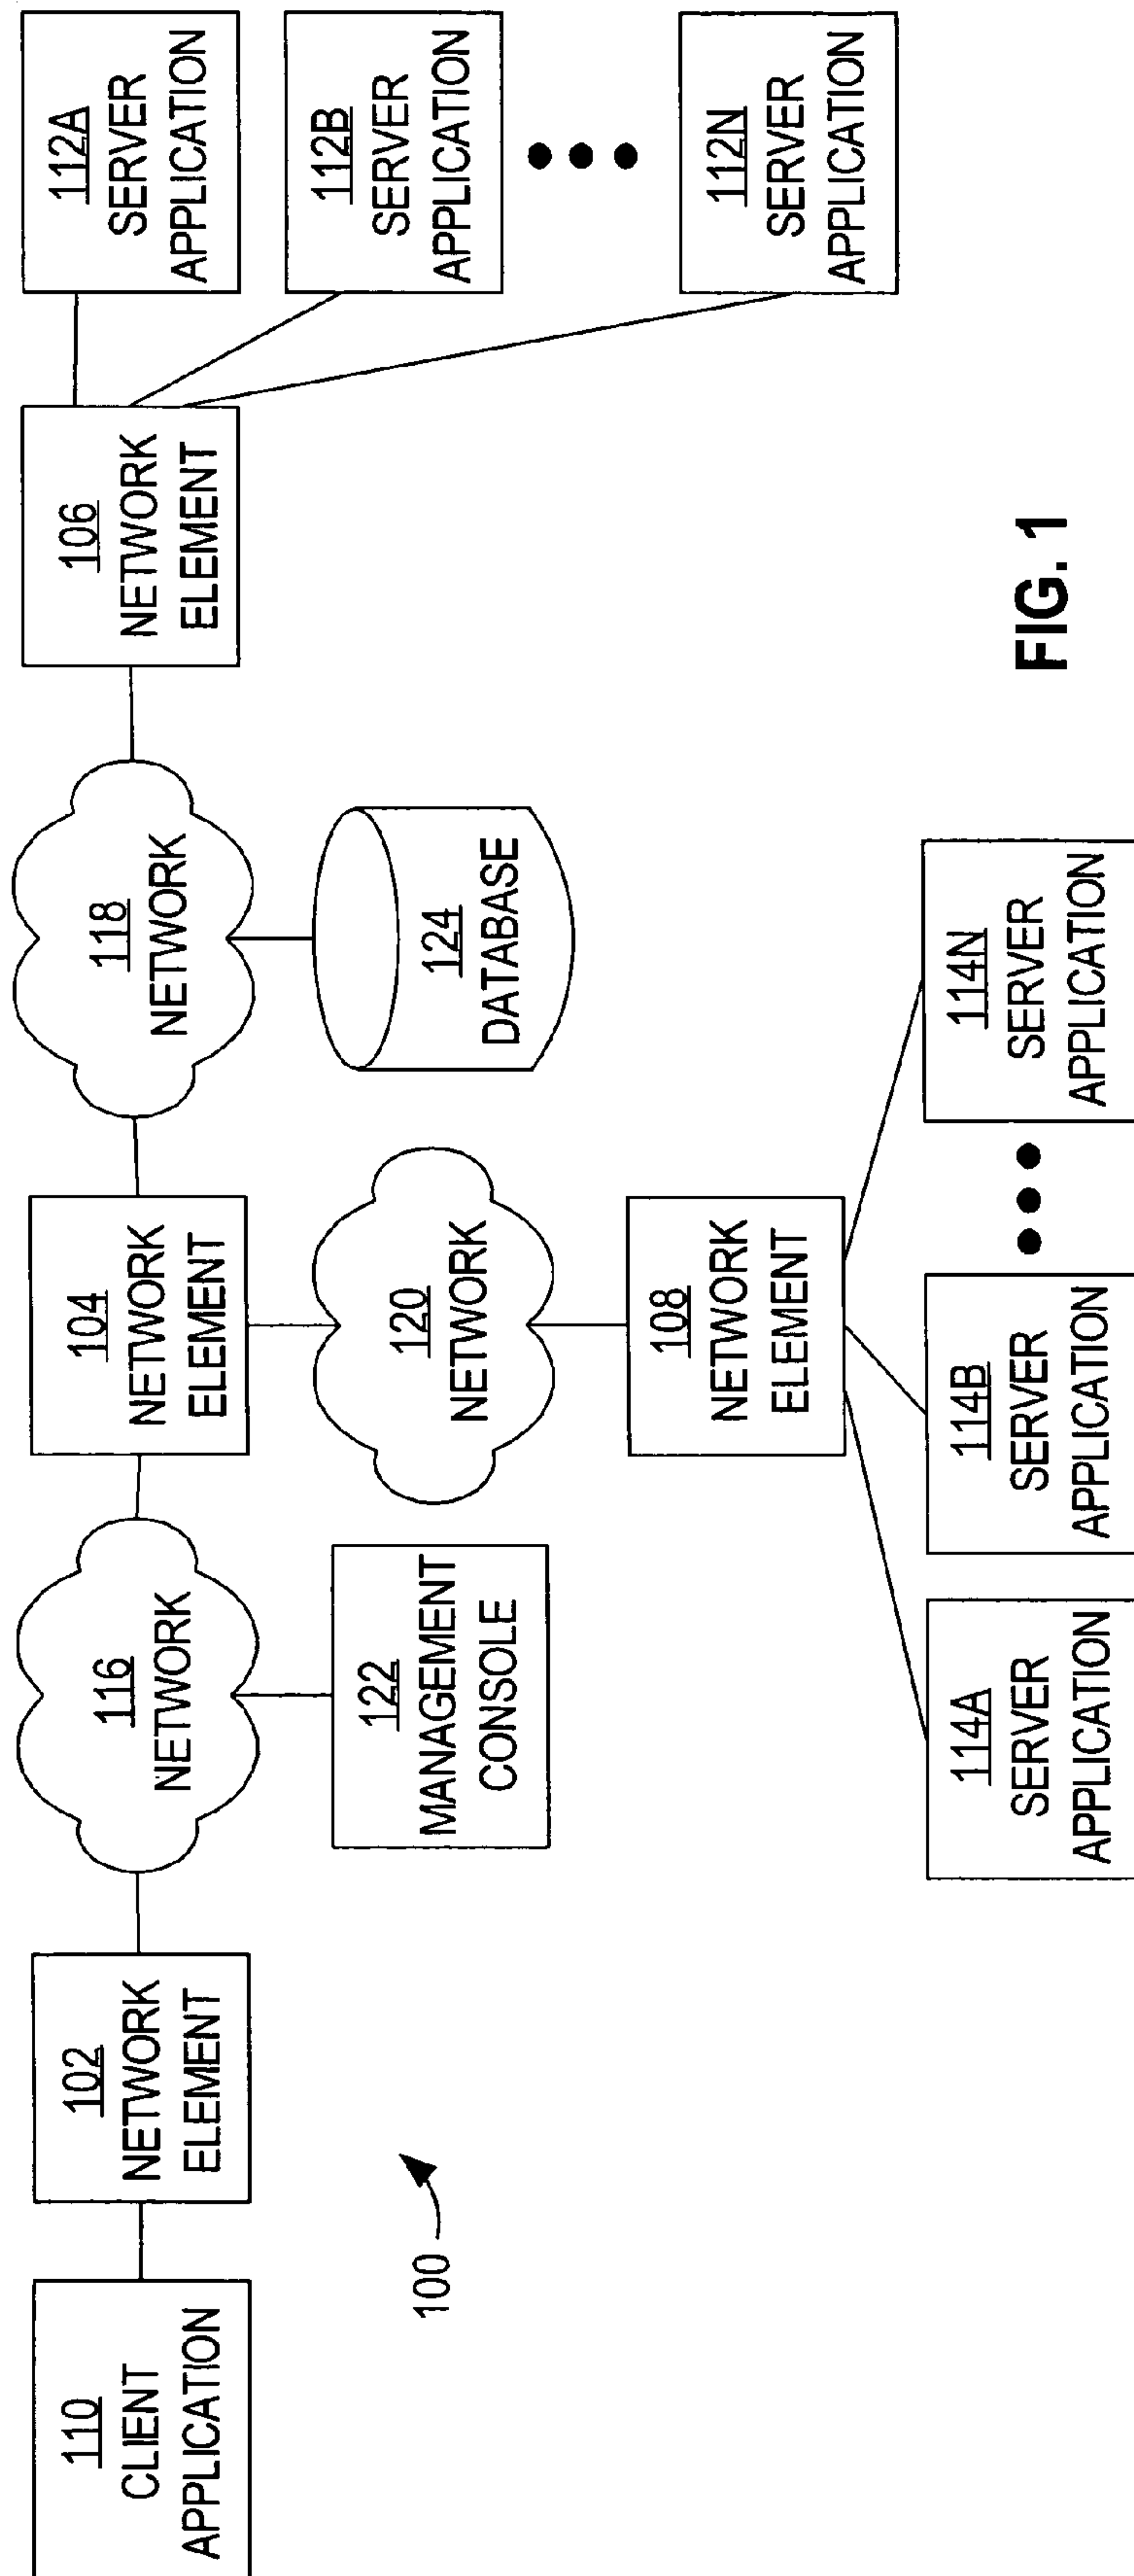 110
CLIENT
APPLICATION
102
NETWORK
ELEMENT
116
NETWORK
104
NETWORK
ELEMENT
118
NETWORK
106
NETWORK
ELEMENT
112A
SERVER
APPLICATION
122
MANAGEMENT
CONSOLE
120
NETWORK
124
DATABASE
112B
SERVER
APPLICATION
100
108
NETWORK
ELEMENT
112N
SERVER
APPLICATION
114A
SERVER
APPLICATION
114B
SERVER
APPLICATION
114N
SERVER
APPLICATION
FIG. 1